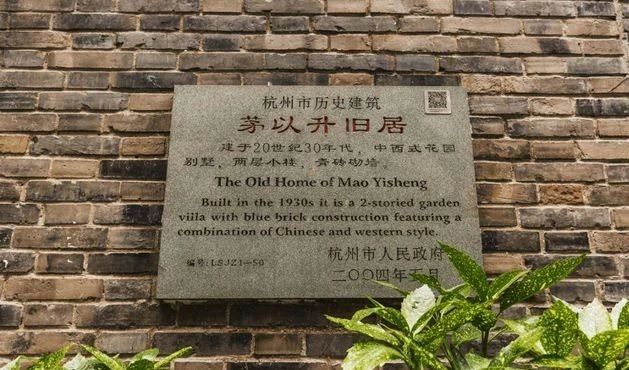 杭州市历史建筑
茅以升旧居
建于20世纪30年代，中西式花园
别墅，两层小楼，青砖砌墙。
The Old Home of Mao Yisheng
Built in the 1930s it is a 2-storied garden
viila with blue brick construction featuring a
combination of Chinese and western style.
杭州市人民政府
编号:LSJZ1-50
二〇〇四年五月